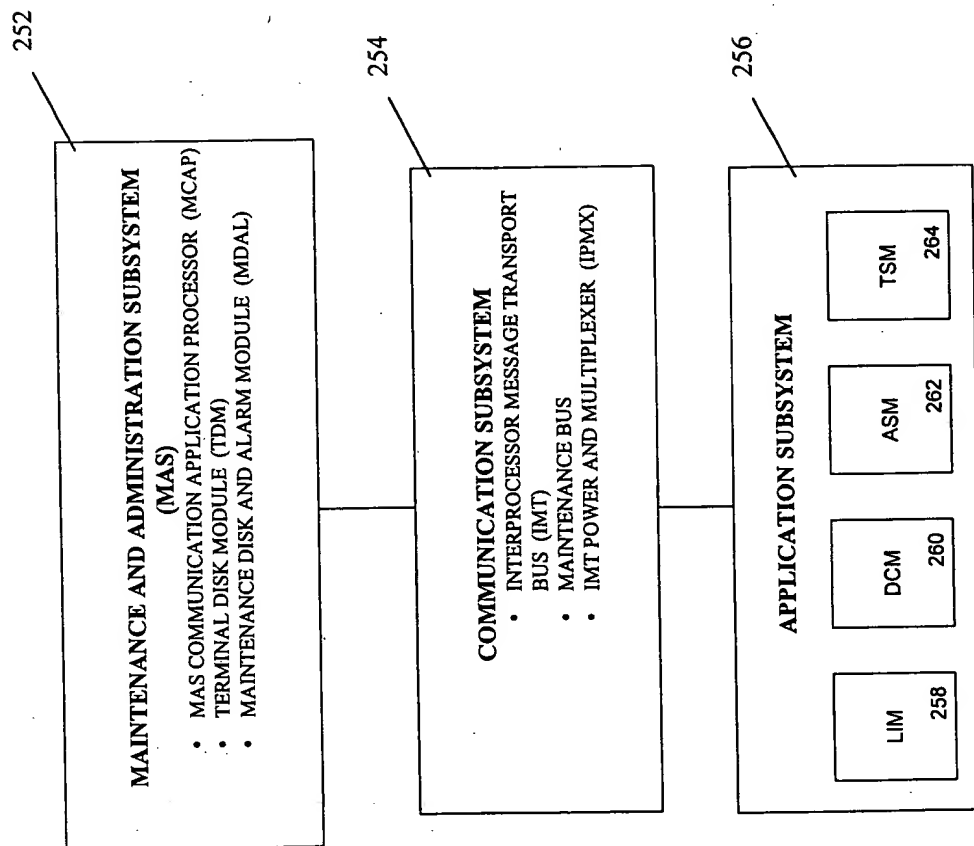 252
MAINTENANCE AND ADMINISTRATION SUBSYSTEM
(MAS)
• MAS COMMUNICATION APPLICATION PROCESSOR (MCAP)
• TERMINAL DISK MODULE (TDM)
• MAINTENANCE DISK AND ALARM MODULE (MDAL)
254
COMMUNICATION SUBSYSTEM
• INTERPROCESSOR MESSAGE TRANSPORT
BUS (IMT)
• MAINTENANCE BUS
• IMT POWER AND MULTIPLEXER (IPMX)
256
APPLICATION SUBSYSTEM
LIM
258
DCM
260
ASM
262
TSM
264